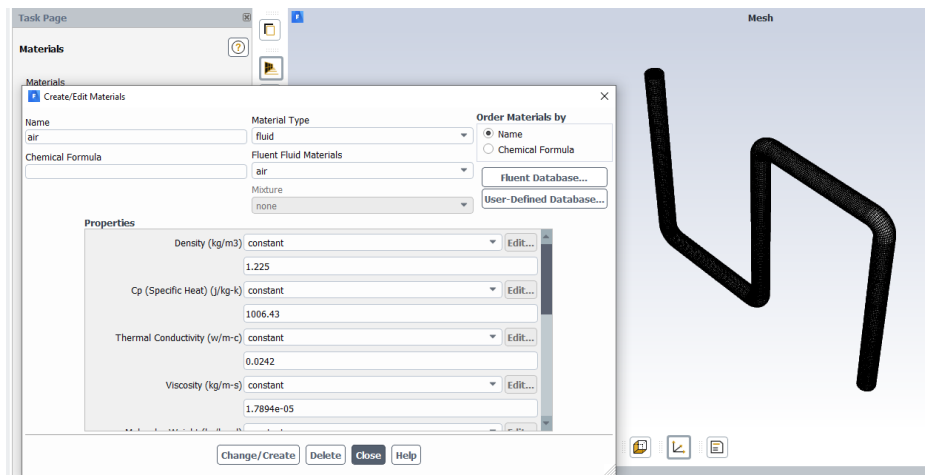 Task Page
Mesh
Materials
Materials
Create/Edit Materials
Name
Material Type
Order Materials by
air
fluid
Name
Chemical Formula
Chemical Formula
Fluent Fluid Materials
air
Fluent Database...
Mixture
none
User-Defined Database...
Properties
Density (kg/m3) constant Edit...
1.225
Cp (Specific Heat) (j/kg-k) constant Edit...
1006.43
Thermal Conductivity (w/m-c) constant Edit...
0.0242
Viscosity (kg/m-s) constant Edit...
1.7894e-05
Change/Create Delete Close Help